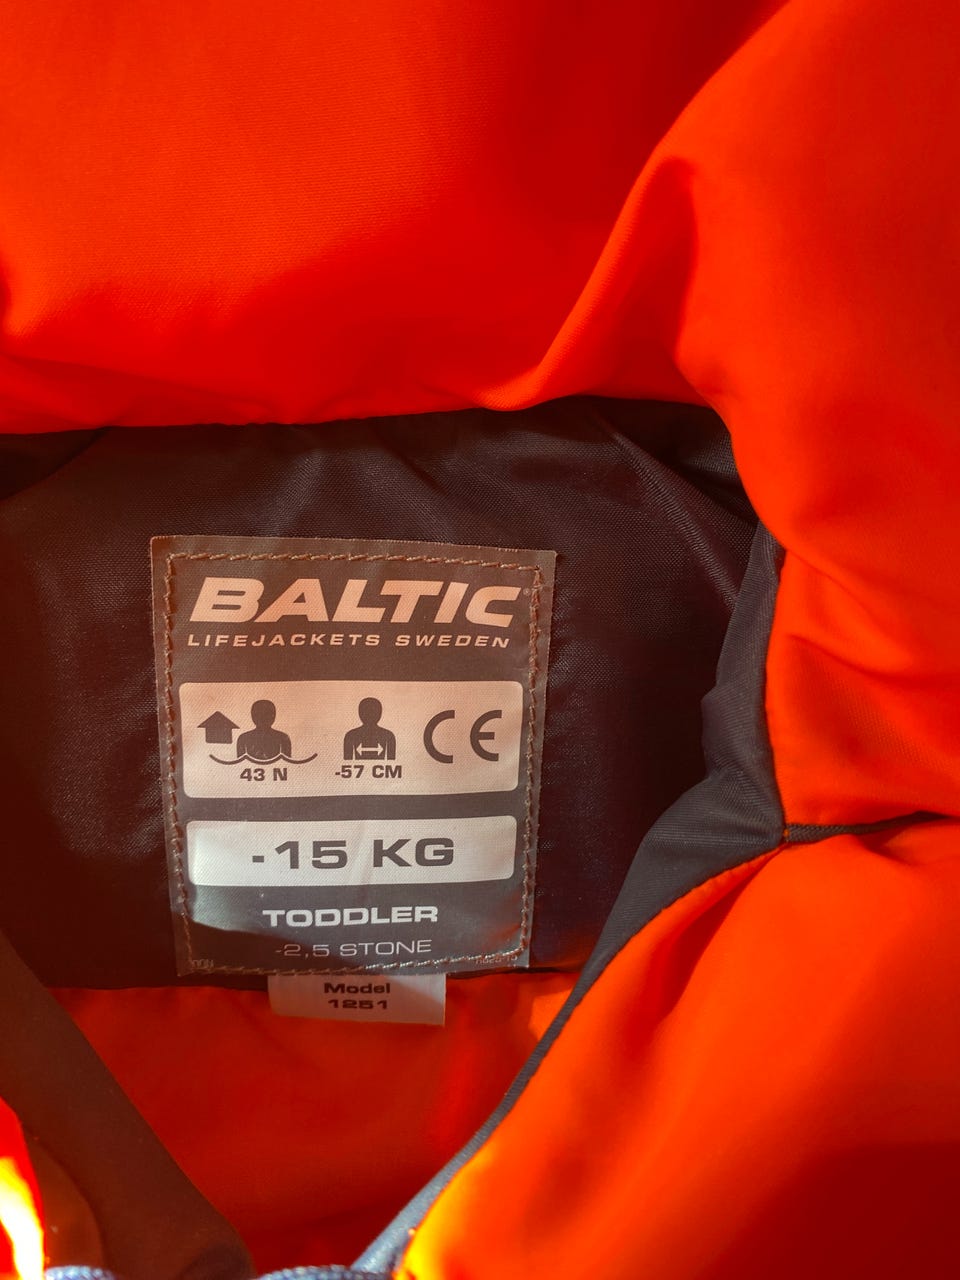 BALTIC
LIFEJACKETS SWEDEN
43 N
-57 CM
CE
-15 KG
TODDLER
-2,5 STONE
Model
1251